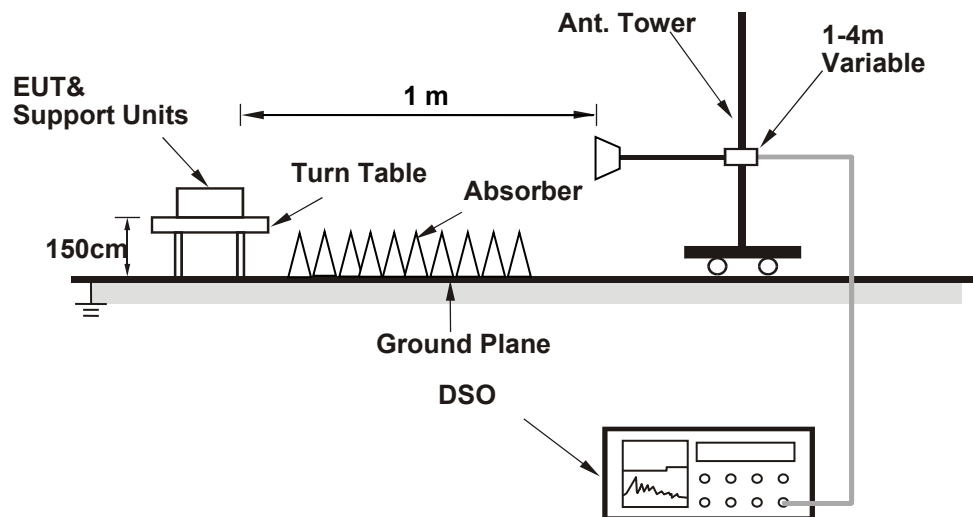 Ant. Tower
1-4m
Variable
EUT&
Support Units
1 m
Turn Table
Absorber
150cm
Ground Plane
DSO